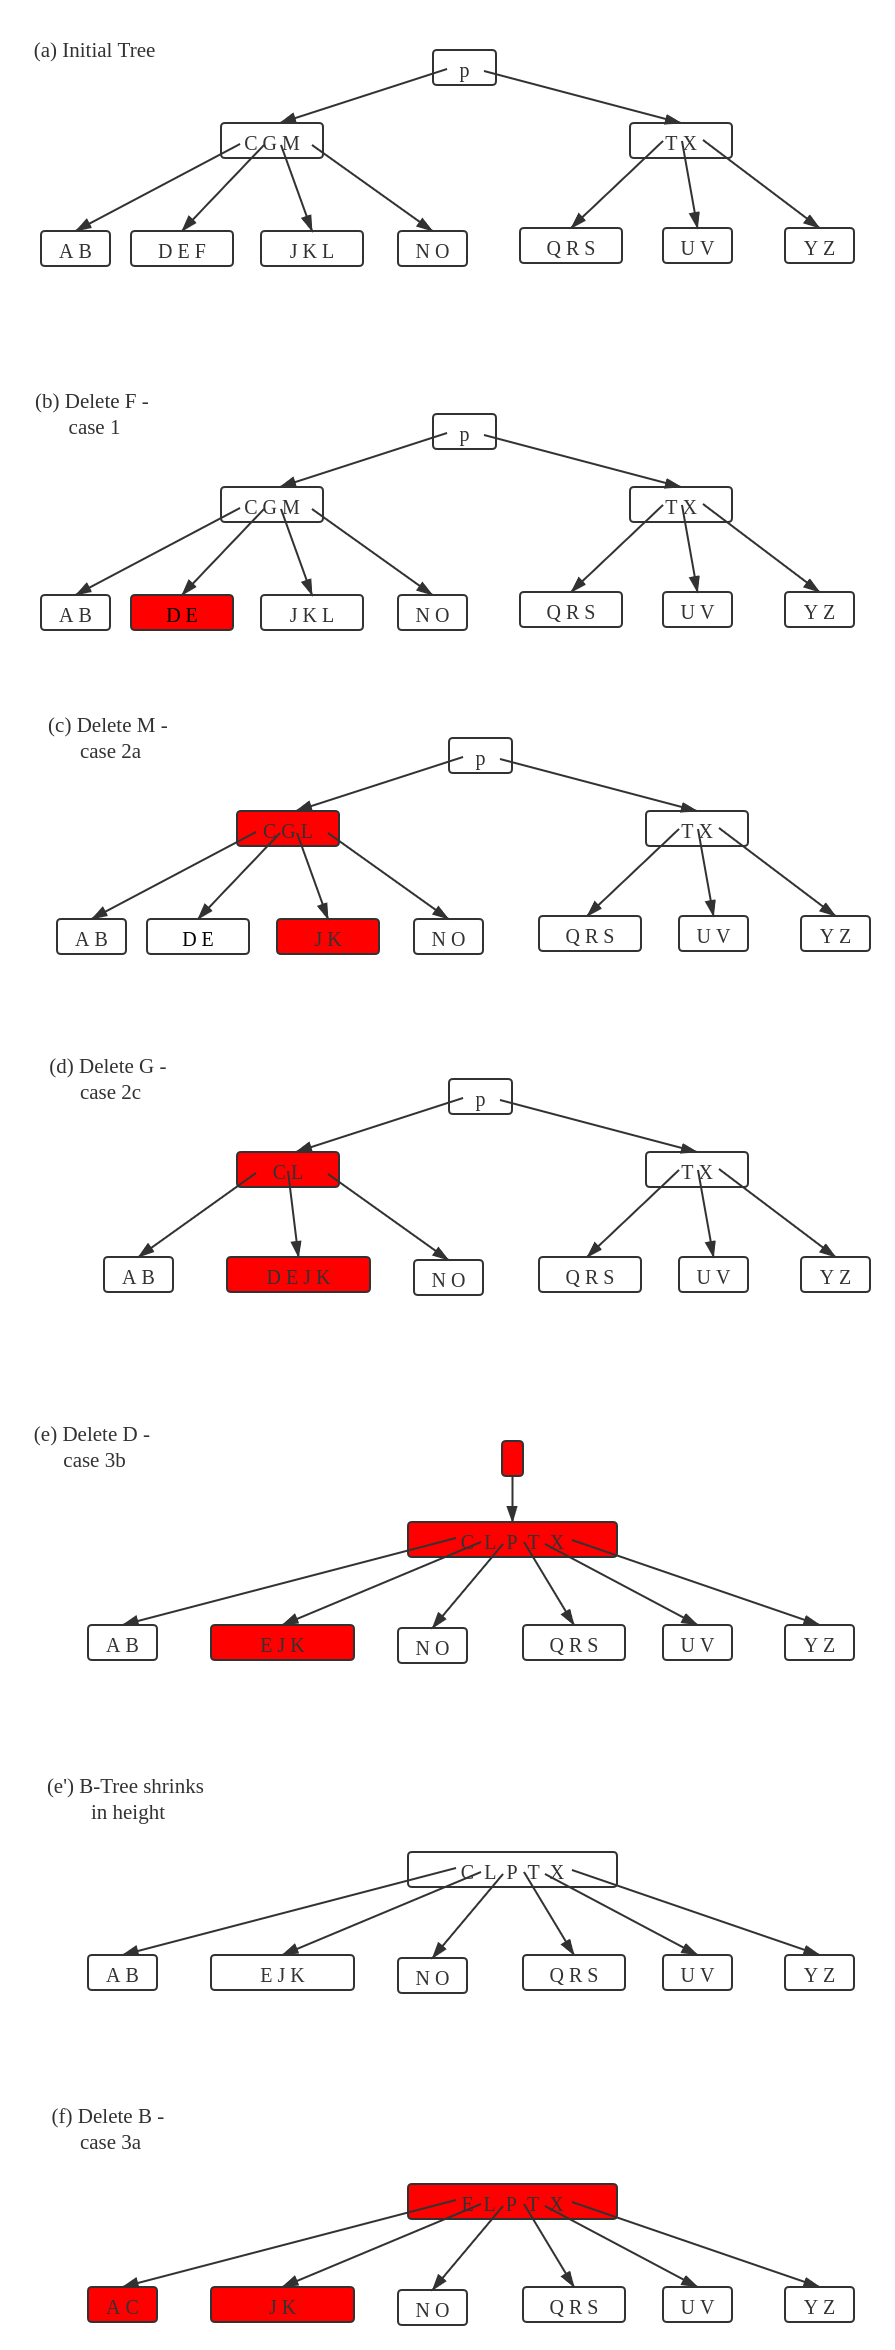 (a) Initial Tree
p
C G M
T X
A B
D E F
J K L
N O
Q R S
U V
Y Z
(b) Delete F -
case 1
p
C G M
T X
A B
D E
J K L
N O
Q R S
U V
Y Z
(c) Delete M -
case 2a
p
C G L
T X
A B
D E
J K
N O
Q R S
U V
Y Z
(d) Delete G -
case 2c
p
C L
T X
A B
D E J K
N O
Q R S
U V
Y Z
(e) Delete D -
case 3b
C L P T X
A B
E J K
N O
Q R S
U V
Y Z
(e') B-Tree shrinks
in height
C L P T X
A B
E J K
N O
Q R S
U V
Y Z
(f) Delete B -
case 3a
E L P T X
A C
J K
N O
Q R S
U V
Y Z